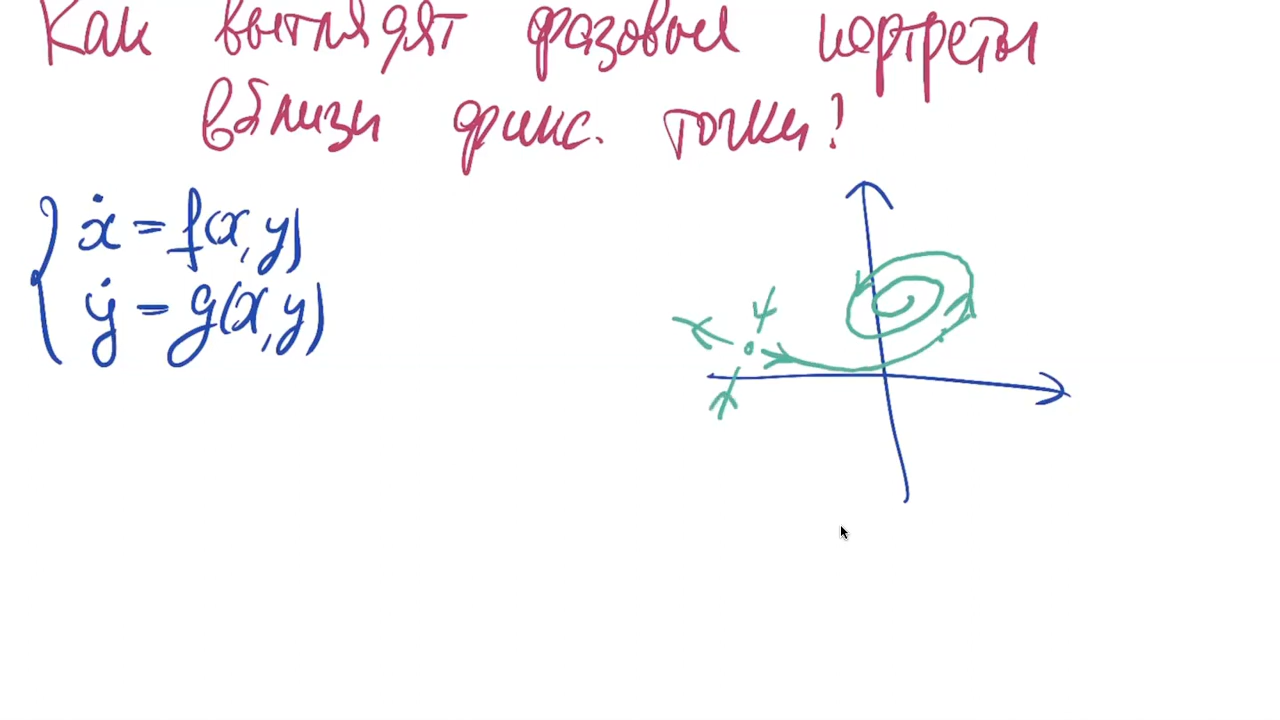 Как выглядят фазовые портреты
вблизи фикс. точки?
ẋ = f(x, y)
ẏ = g(x, y)